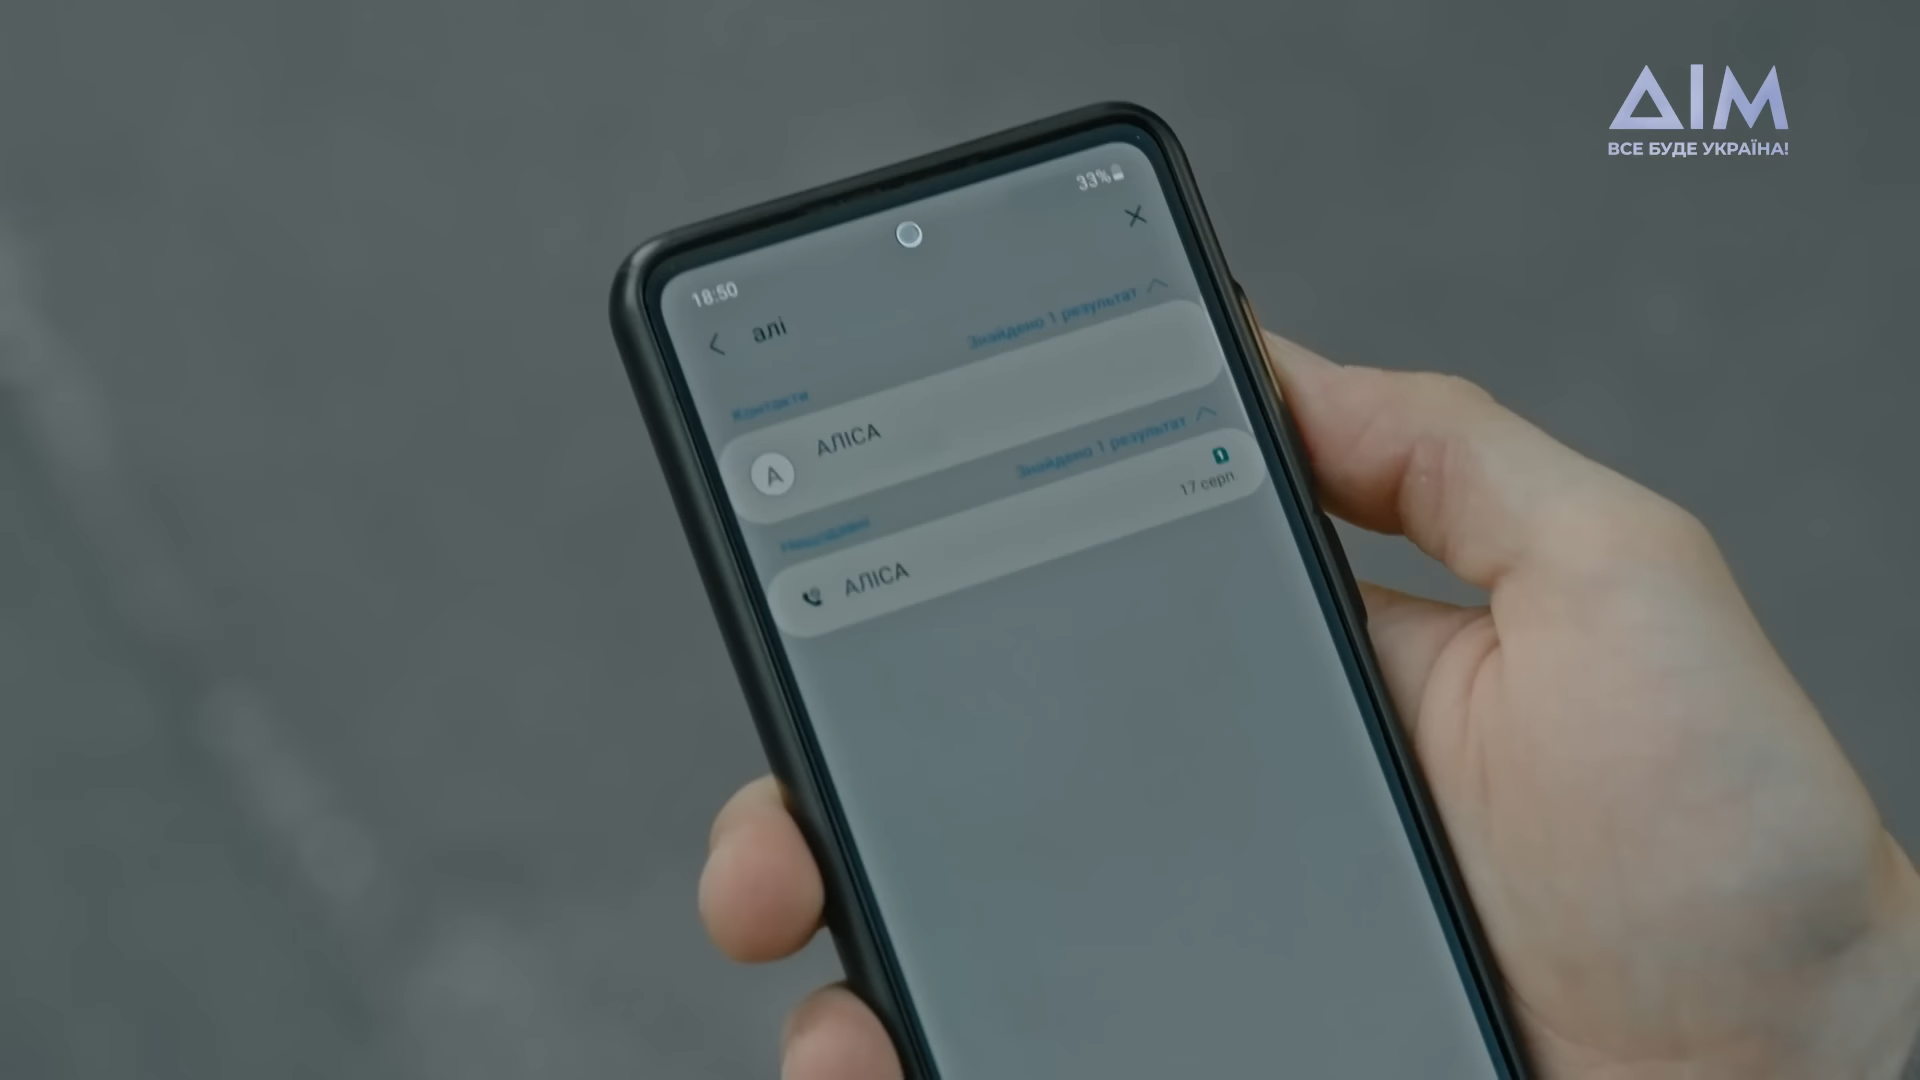 ДІМ
ВСЕ БУДЕ УКРАЇНА!
33%
18:50
алі
Знайдено 1 результат
Контакти
АЛІСА
A
Знайдено 1 результат
Нещодавні
1
17 серп.
АЛІСА